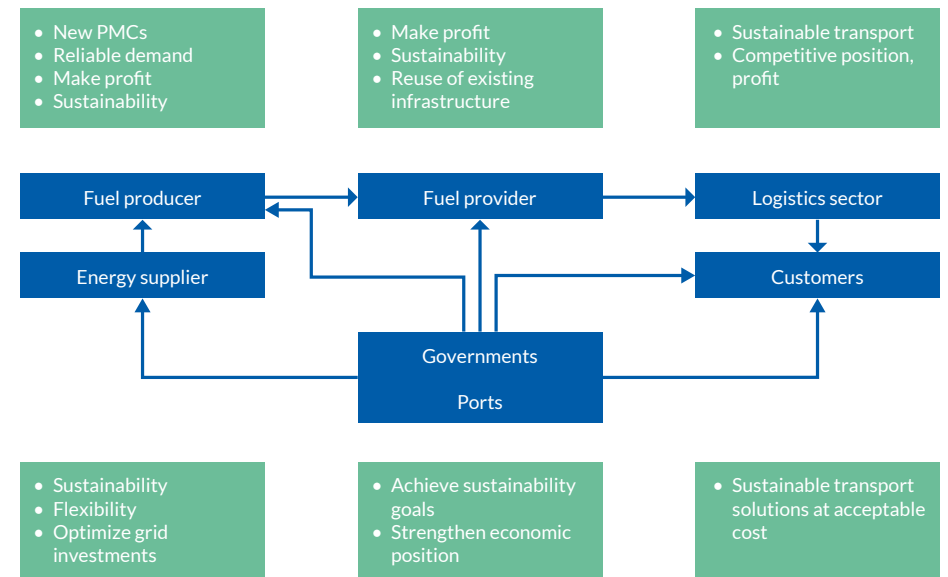 • New PMCs
• Reliable demand
• Make profit
• Sustainability
• Make profit
• Sustainability
• Reuse of existing
infrastructure
• Sustainable transport
• Competitive position,
profit
Fuel producer
Fuel provider
Logistics sector
Energy supplier
Customers
Governments
Ports
• Sustainability
• Flexibility
• Optimize grid
investments
• Achieve sustainability
goals
• Strengthen economic
position
• Sustainable transport
solutions at acceptable
cost